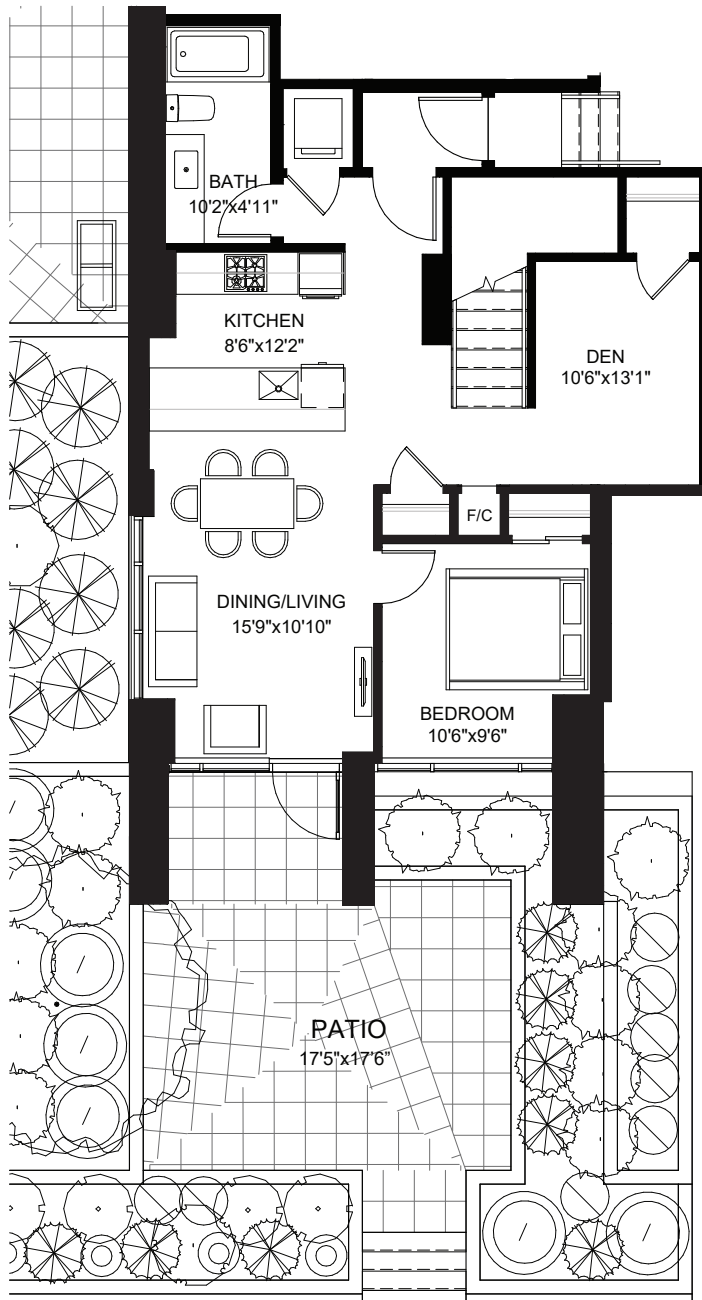 BATH
10'2"x4'11"
KITCHEN
8'6"x12'2"
DEN
10'6"x13'1"
F/C
DINING/LIVING
15'9"x10'10"
BEDROOM
10'6"x9'6"
PATIO
17'5"x17'6"